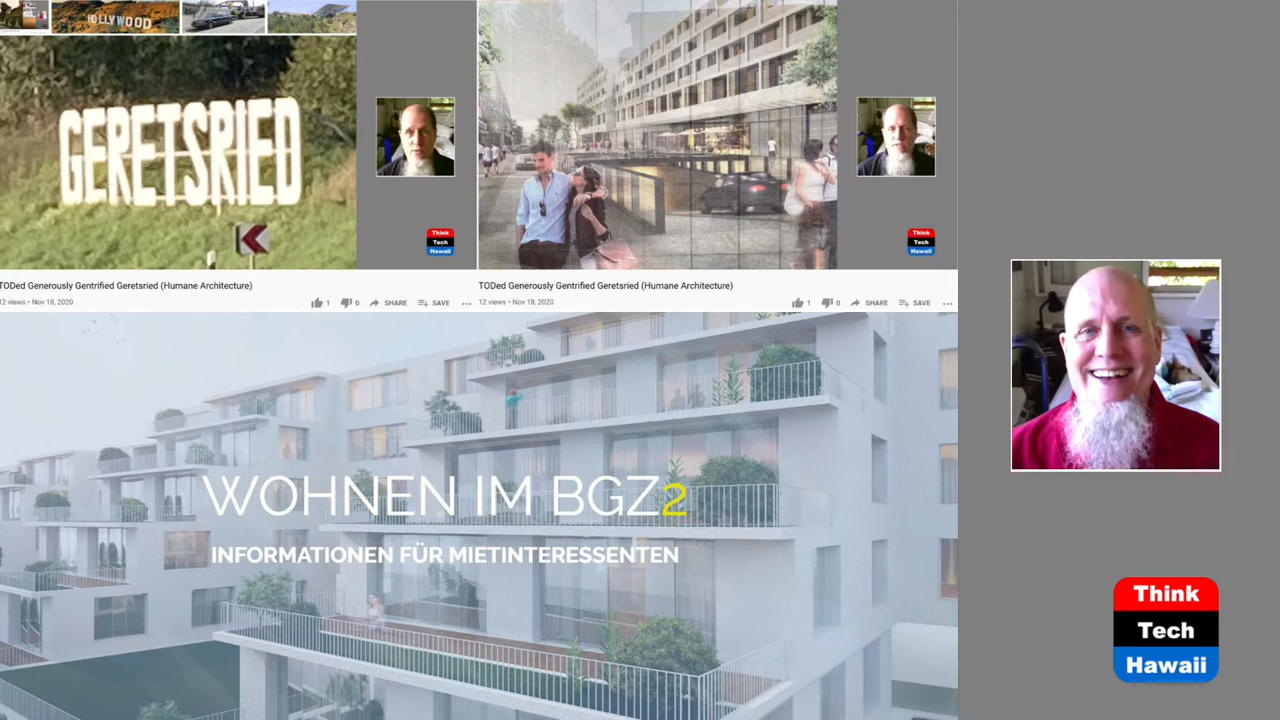 HOLLYWOOD
GERETSRIED
Think
Tech
Hawaii
Think
Tech
Hawaii
TODed Generously Gentrified Geretsried (Humane Architecture)
12 views • Nov 18, 2020
1
0
SHARE
SAVE
TODed Generously Gentrified Geretsried (Humane Architecture)
12 views • Nov 18, 2020
1
0
SHARE
SAVE
WOHNEN IM BGZ2
INFORMATIONEN FÜR MIETINTERESSENTEN
Think
Tech
Hawaii